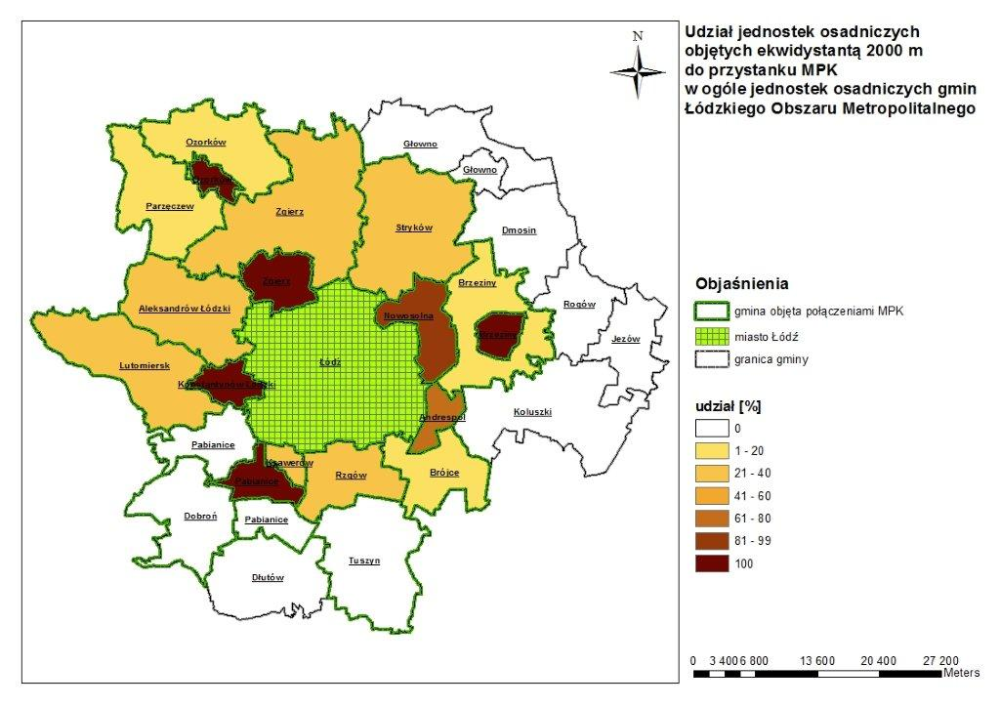 Udział jednostek osadniczych
objętych ekwidystantą 2000 m
do przystanku MPK
w ogóle jednostek osadniczych gmin
Łódzkiego Obszaru Metropolitalnego
N
Głowno
Ozorków
Głowno
Ozorków
Parzęczew
Zgierz
Stryków
Dmosin
Zgierz
Brzeziny
Aleksandrów Łódzki
Nowosolna
Rogów
Brzeziny
Jeżów
Łódź
Lutomiersk
Konstantynów Łódzki
Andrespol
Koluszki
Pabianice
Ksawerów
Pabianice
Rzgów
Brójce
Dobroń
Pabianice
Tuszyn
Dłutów
Objaśnienia
gmina objęta połączeniami MPK
miasto Łódź
granica gminy
udział [%]
0
1 - 20
21 - 40
41 - 60
61 - 80
81 - 99
100
0 3 400 6 800 13 600 20 400 27 200
Meters